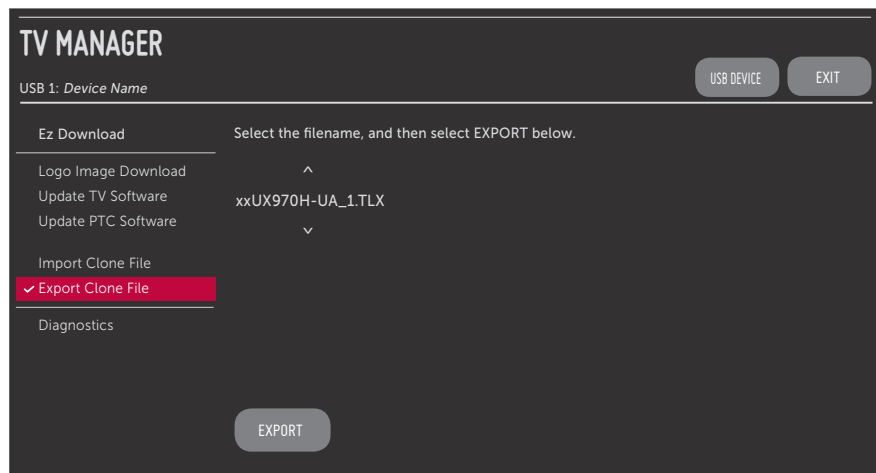 TV MANAGER
USB 1: Device Name
USB DEVICE
EXIT
Ez Download
Logo Image Download
Update TV Software
Update PTC Software
Import Clone File
Export Clone File
Diagnostics
Select the filename, and then select EXPORT below.
xxUX970H-UA_1.TLX
EXPORT